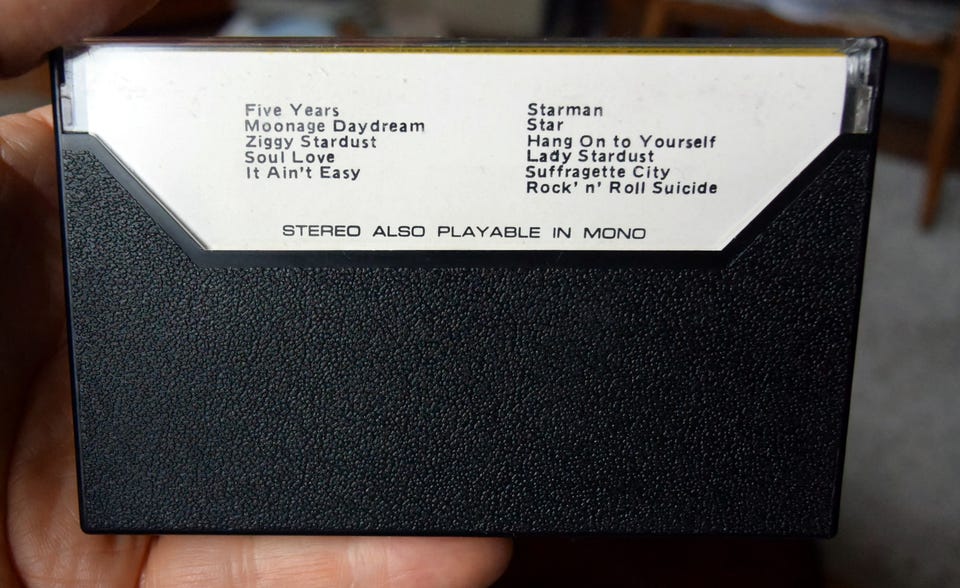 Five Years
Moonage Daydream
Ziggy Stardust
Soul Love
It Ain't Easy
Starman
Star
Hang On to Yourself
Lady Stardust
Suffragette City
Rock' n' Roll Suicide
STEREO ALSO PLAYABLE IN MONO